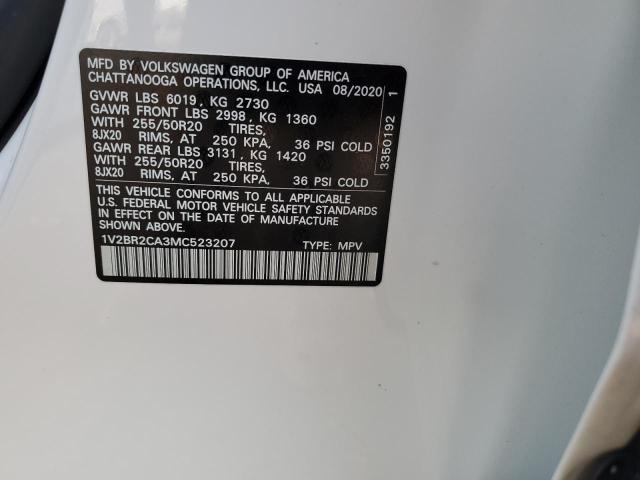 MFD BY VOLKSWAGEN GROUP OF AMERICA
CHATTANOOGA OPERATIONS, LLC. USA 08/2020
GVWR LBS 6019, KG 2730
GAWR FRONT LBS 2998, KG 1360
WITH 255/50R20 TIRES,
8JX20 RIMS, AT 250 KPA, 36 PSI COLD
GAWR REAR LBS 3131, KG 1420
WITH 255/50R20 TIRES,
8JX20 RIMS, AT 250 KPA, 36 PSI COLD
THIS VEHICLE CONFORMS TO ALL APPLICABLE
U.S. FEDERAL MOTOR VEHICLE SAFETY STANDARDS
IN EFFECT ON THE DATE OF MANUFACTURE
SHOWN ABOVE.
1V2BR2CA3MC523207 TYPE: MPV
3350192 1